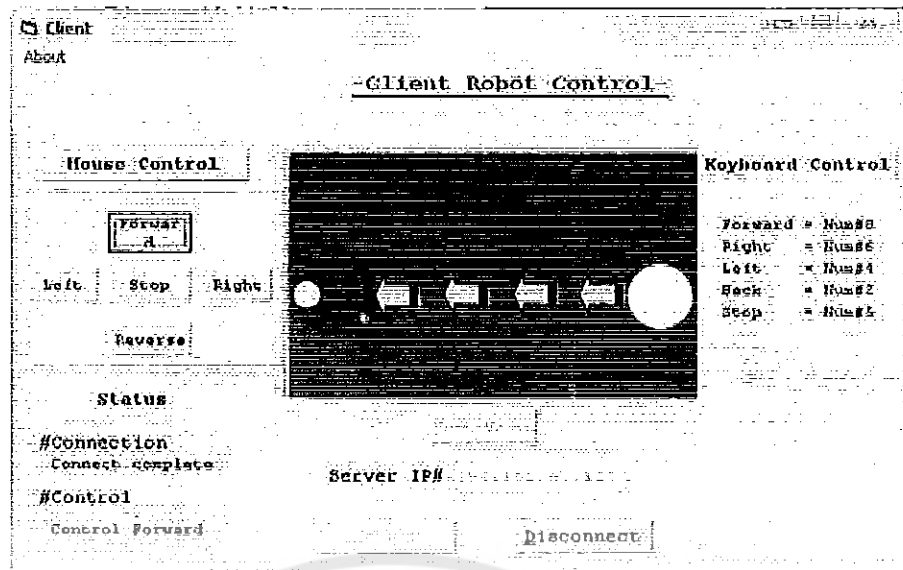 Client
About
-Client Robot Control-
Mouse Control
Keyboard Control
Forwar
d
Forward = Num#8
Right = Num#6
Left = Num#4
Back = Num#2
Stop = Num#5
Left Stop Right
Reverse
Status
#Connection
Connect complete
Server IP#
#Control
Control Forward
Disconnect